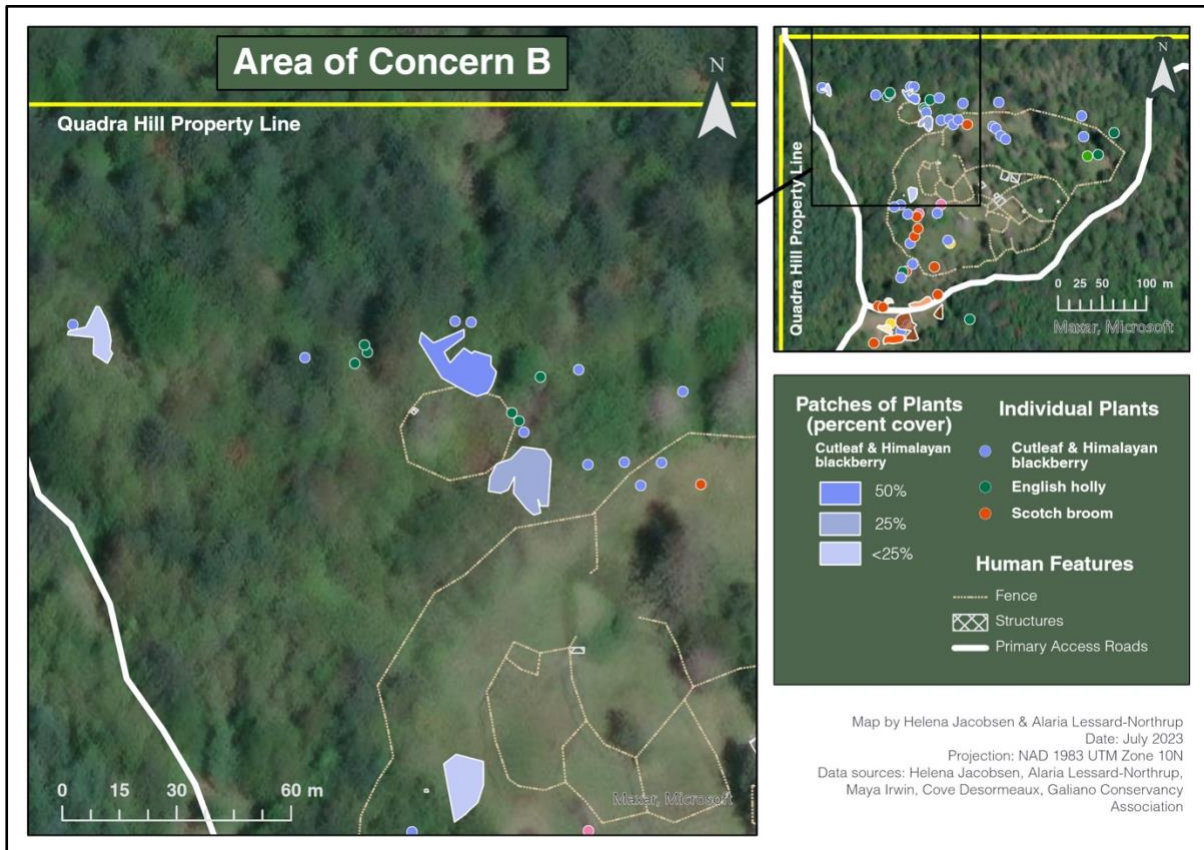 Area of Concern B
N
Quadra Hill Property Line
0 15 30 60 m
Maxar, Microsoft
N
Quadra Hill Property Line
0 25 50 100 m
Maxar, Microsoft
Patches of Plants
(percent cover)
Cutleaf & Himalayan
blackberry
50%
25%
<25%
Individual Plants
Cutleaf & Himalayan
blackberry
English holly
Scotch broom
Human Features
Fence
Structures
Primary Access Roads
Map by Helena Jacobsen & Alaria Lessard-Northrup
Date: July 2023
Projection: NAD 1983 UTM Zone 10N
Data sources: Helena Jacobsen, Alaria Lessard-Northrup,
Maya Irwin, Cove Desormeaux, Galiano Conservancy
Association